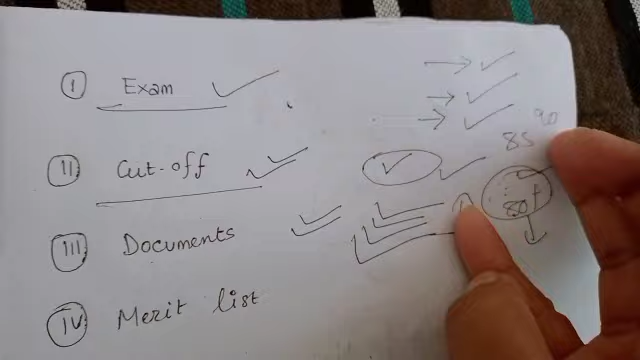 I Exam
II Cut-off
III Documents
IV Merit list
90
85
80+